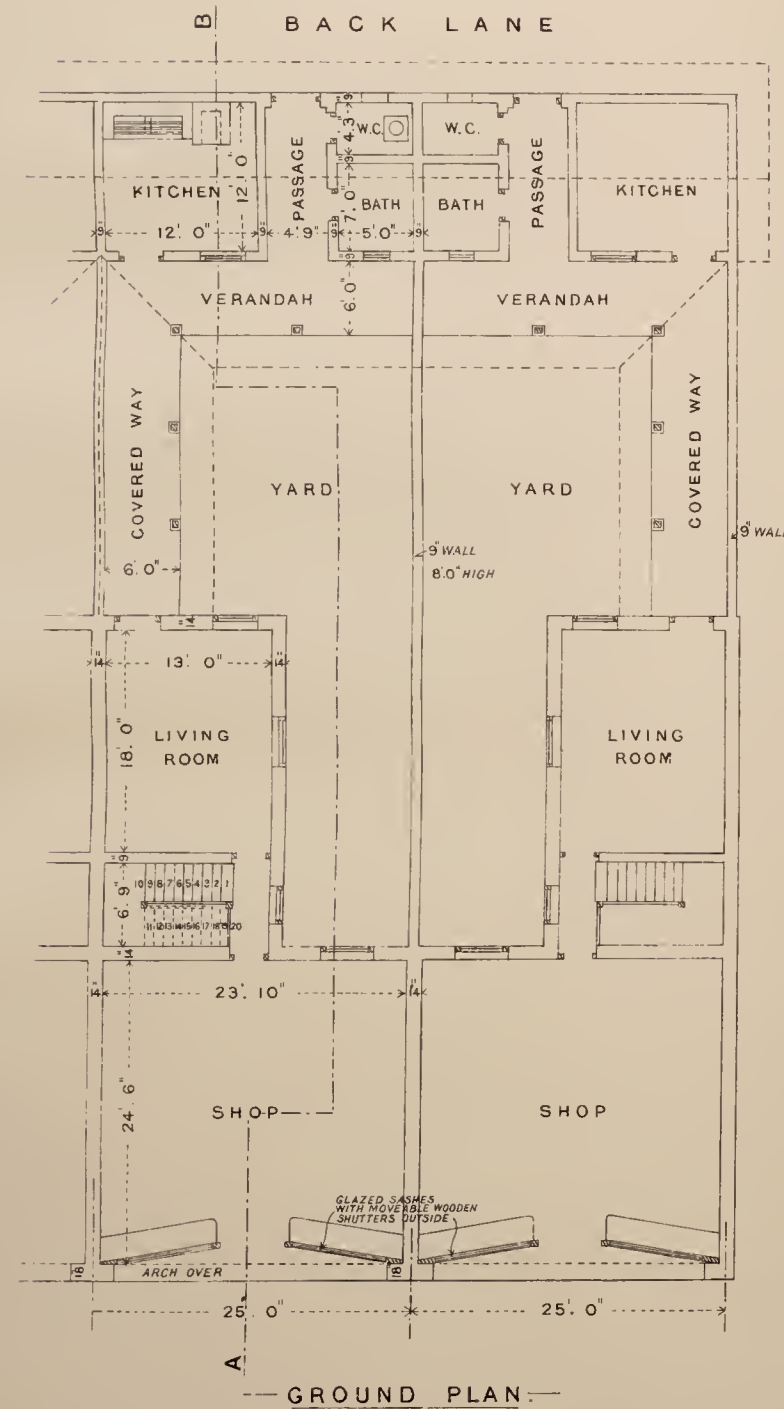 B
BACK LANE
9"
W.C.
4'.3"
W.C.
9"
12'. 0"
PASSAGE
PASSAGE
KITCHEN
KITCHEN
7'. 0"
BATH
BATH
9"
12'. 0"
9"
4'.9"
9"
5'.0"
9"
9"
VERANDAH
VERANDAH
6'. 0"
COVERED WAY
COVERED WAY
YARD
YARD
9" WALL
9" WALL
8'.0" HIGH
6'. 0"
14"
14"
13'. 0"
14"
18'. 0"
LIVING
ROOM
LIVING
ROOM
9"
6'. 9"
10 9 8 7 6 5 4 3 2 1
11 12 13 14 15 16 17 18 19 20
14"
14"
23'. 10"
14"
24'. 6"
SHOP
SHOP
GLAZED SASHES
WITH MOVEABLE WOODEN
SHUTTERS OUTSIDE
18"
ARCH OVER
18"
25'. 0"
25'. 0"
A
GROUND PLAN.